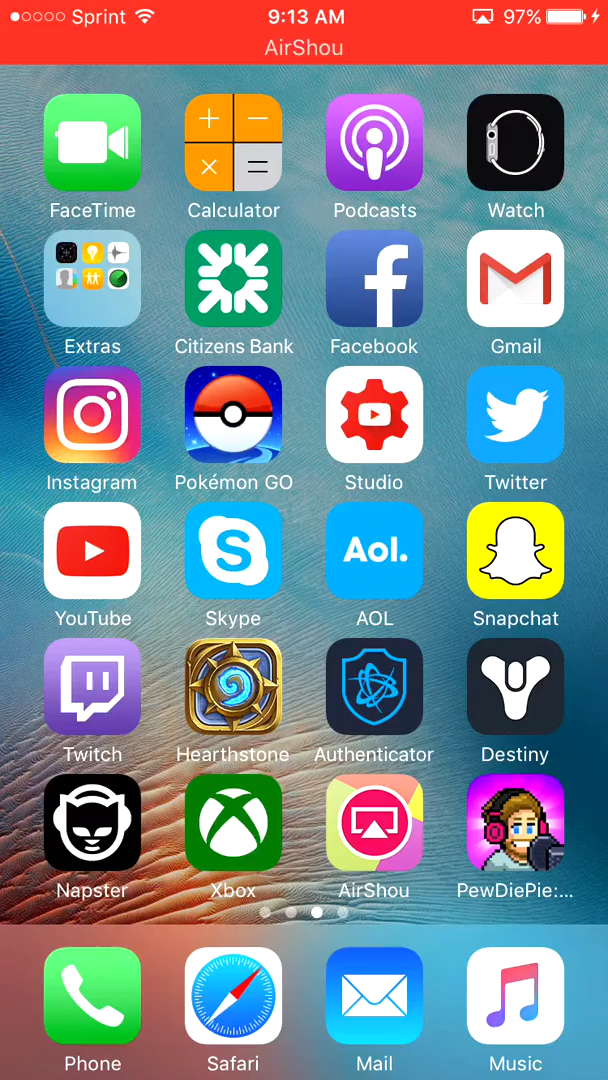 Sprint 9:13 AM 97%
AirShou
FaceTime Calculator Podcasts Watch
Extras Citizens Bank Facebook Gmail
Instagram Pokémon GO Studio Twitter
Aol.
YouTube Skype AOL Snapchat
Twitch Hearthstone Authenticator Destiny
Napster Xbox AirShou PewDiePie:...
Phone Safari Mail Music